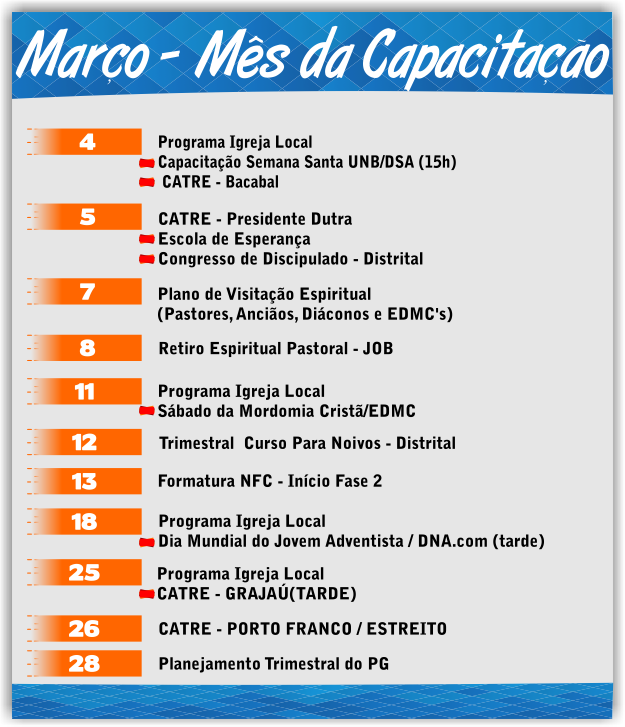 Março - Mês da Capacitação
4
Programa Igreja Local
Capacitação Semana Santa UNB/DSA (15h)
CATRE - Bacabal
5
CATRE - Presidente Dutra
Escola de Esperança
Congresso de Discipulado - Distrital
7
Plano de Visitação Espiritual
(Pastores, Anciãos, Diáconos e EDMC's)
8
Retiro Espiritual Pastoral - JOB
11
Programa Igreja Local
Sábado da Mordomia Cristã/EDMC
12
Trimestral Curso Para Noivos - Distrital
13
Formatura NFC - Início Fase 2
18
Programa Igreja Local
Dia Mundial do Jovem Adventista / DNA.com (tarde)
25
Programa Igreja Local
CATRE - GRAJAÚ(TARDE)
26
CATRE - PORTO FRANCO / ESTREITO
28
Planejamento Trimestral do PG